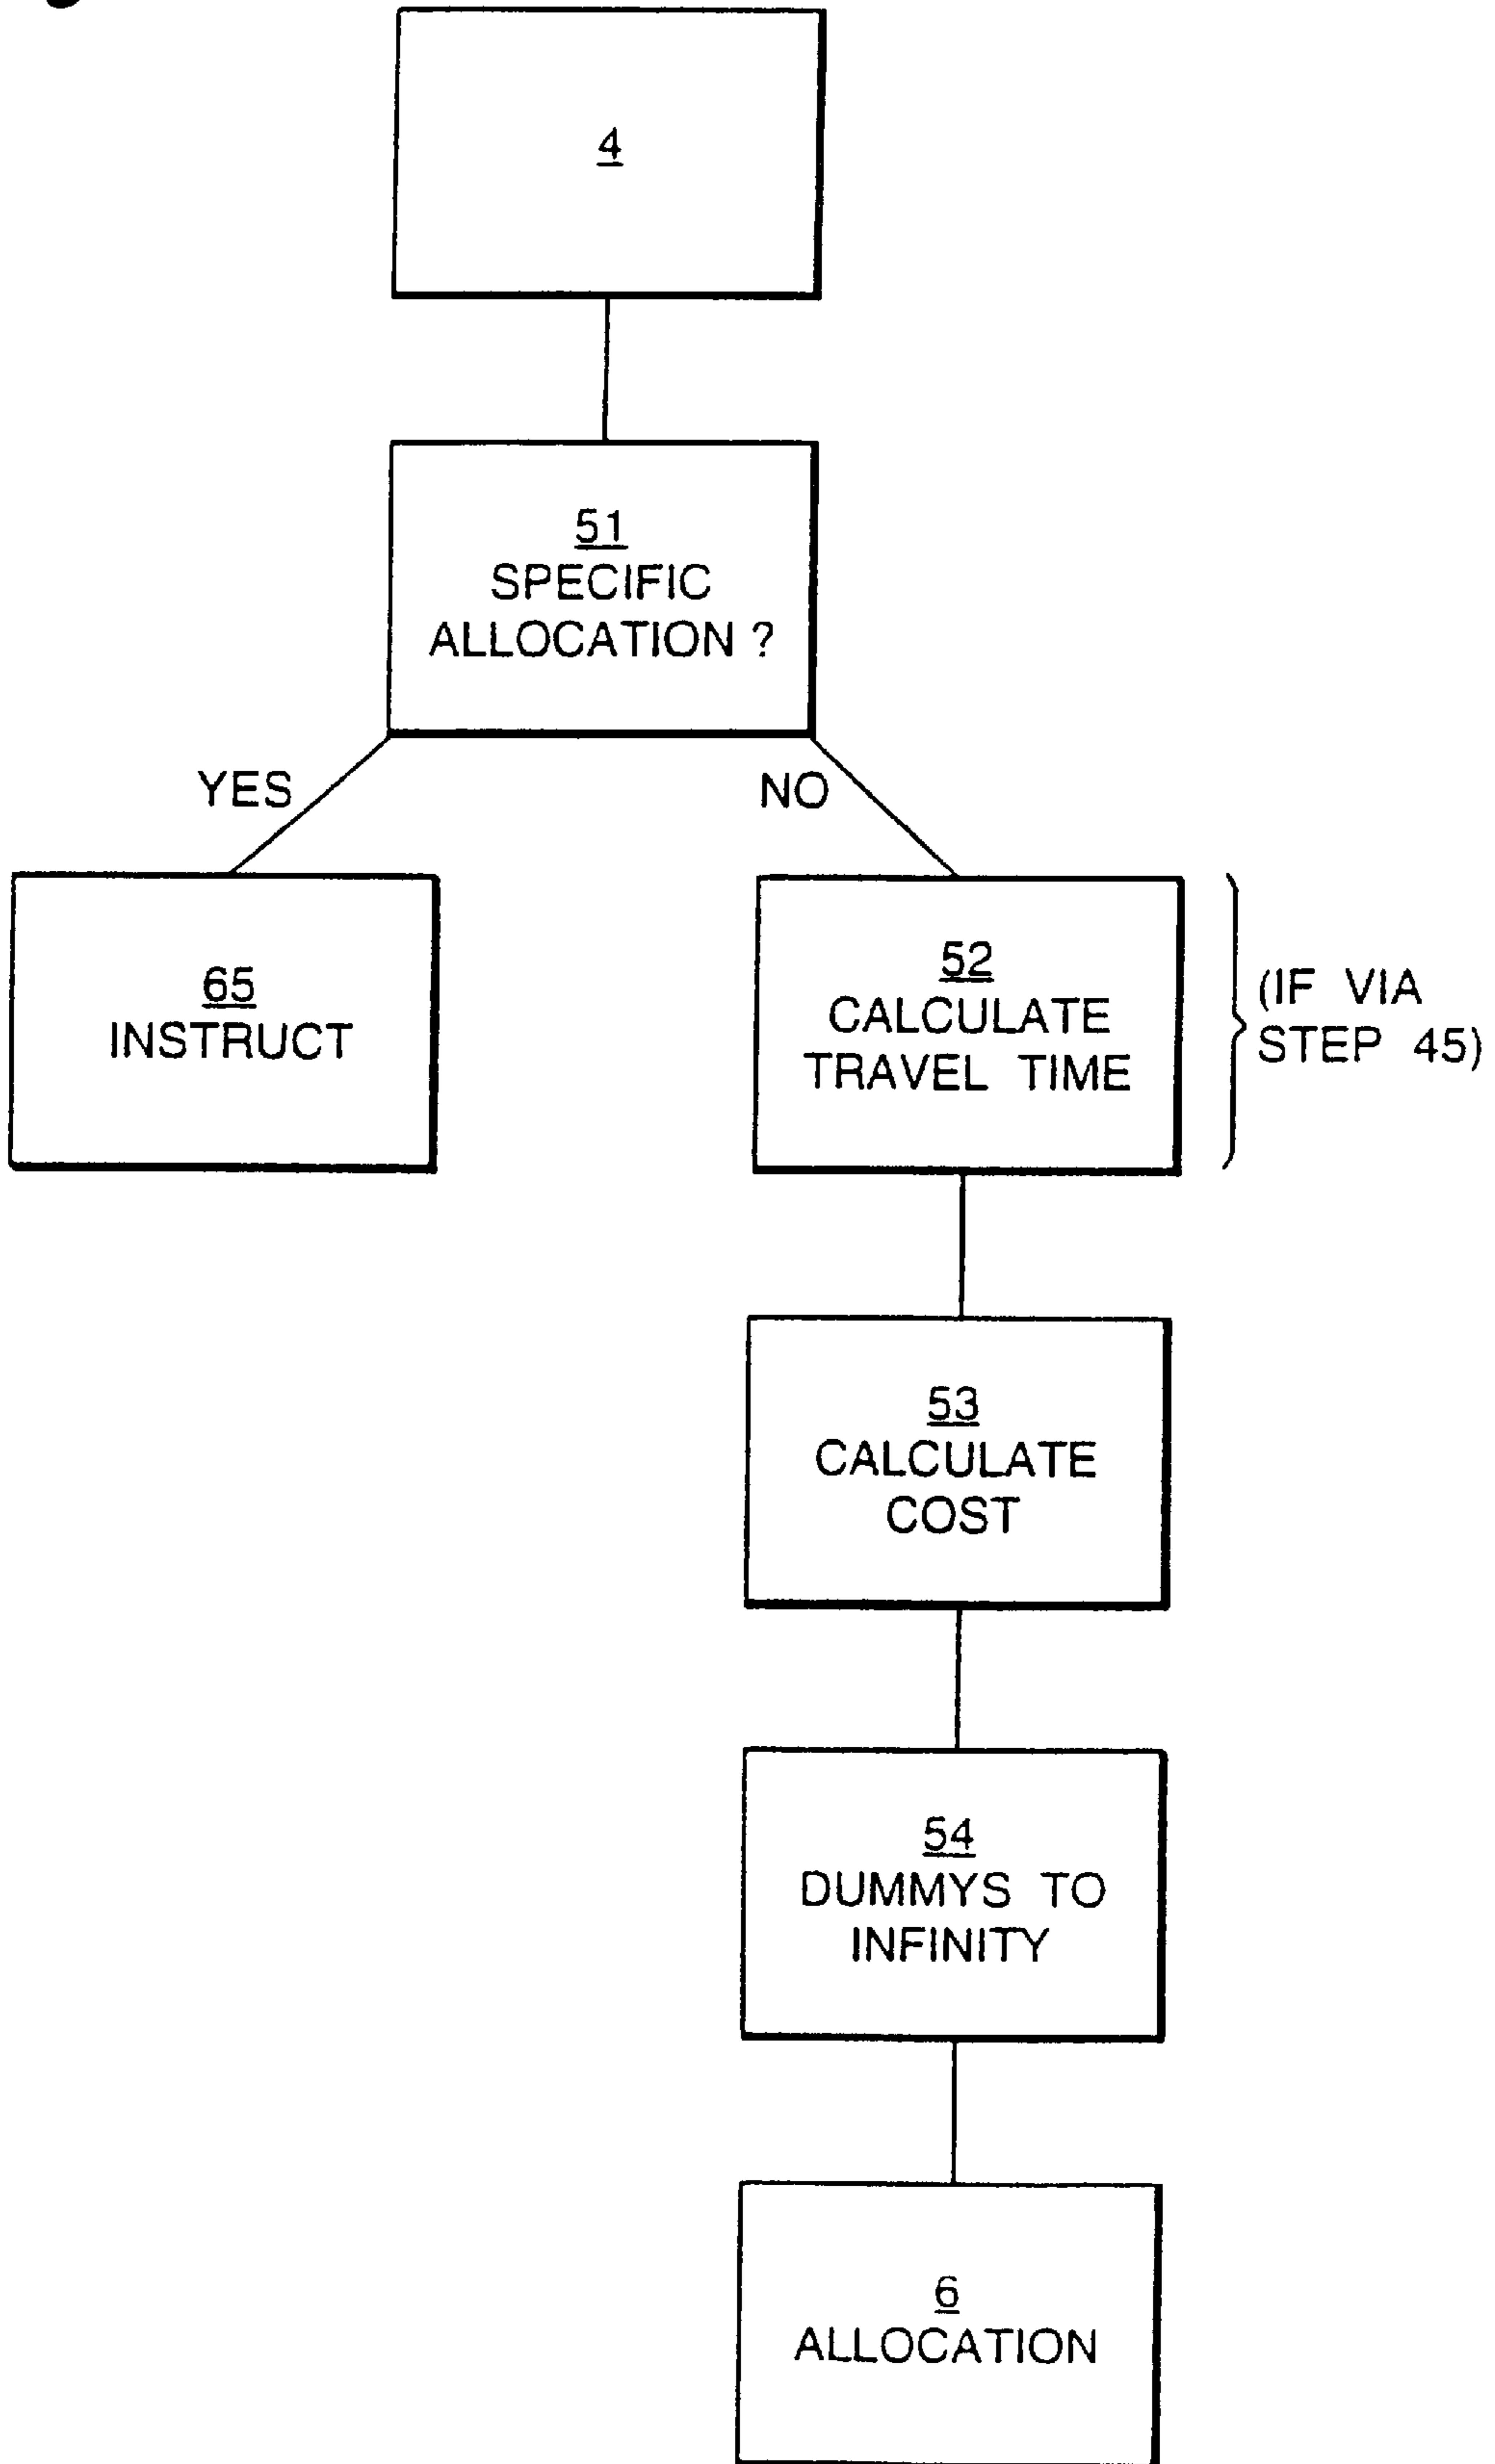 4
51
SPECIFIC
ALLOCATION ?
YES
NO
65
INSTRUCT
52
CALCULATE
TRAVEL TIME
(IF VIA
STEP 45)
53
CALCULATE
COST
54
DUMMYS TO
INFINITY
6
ALLOCATION